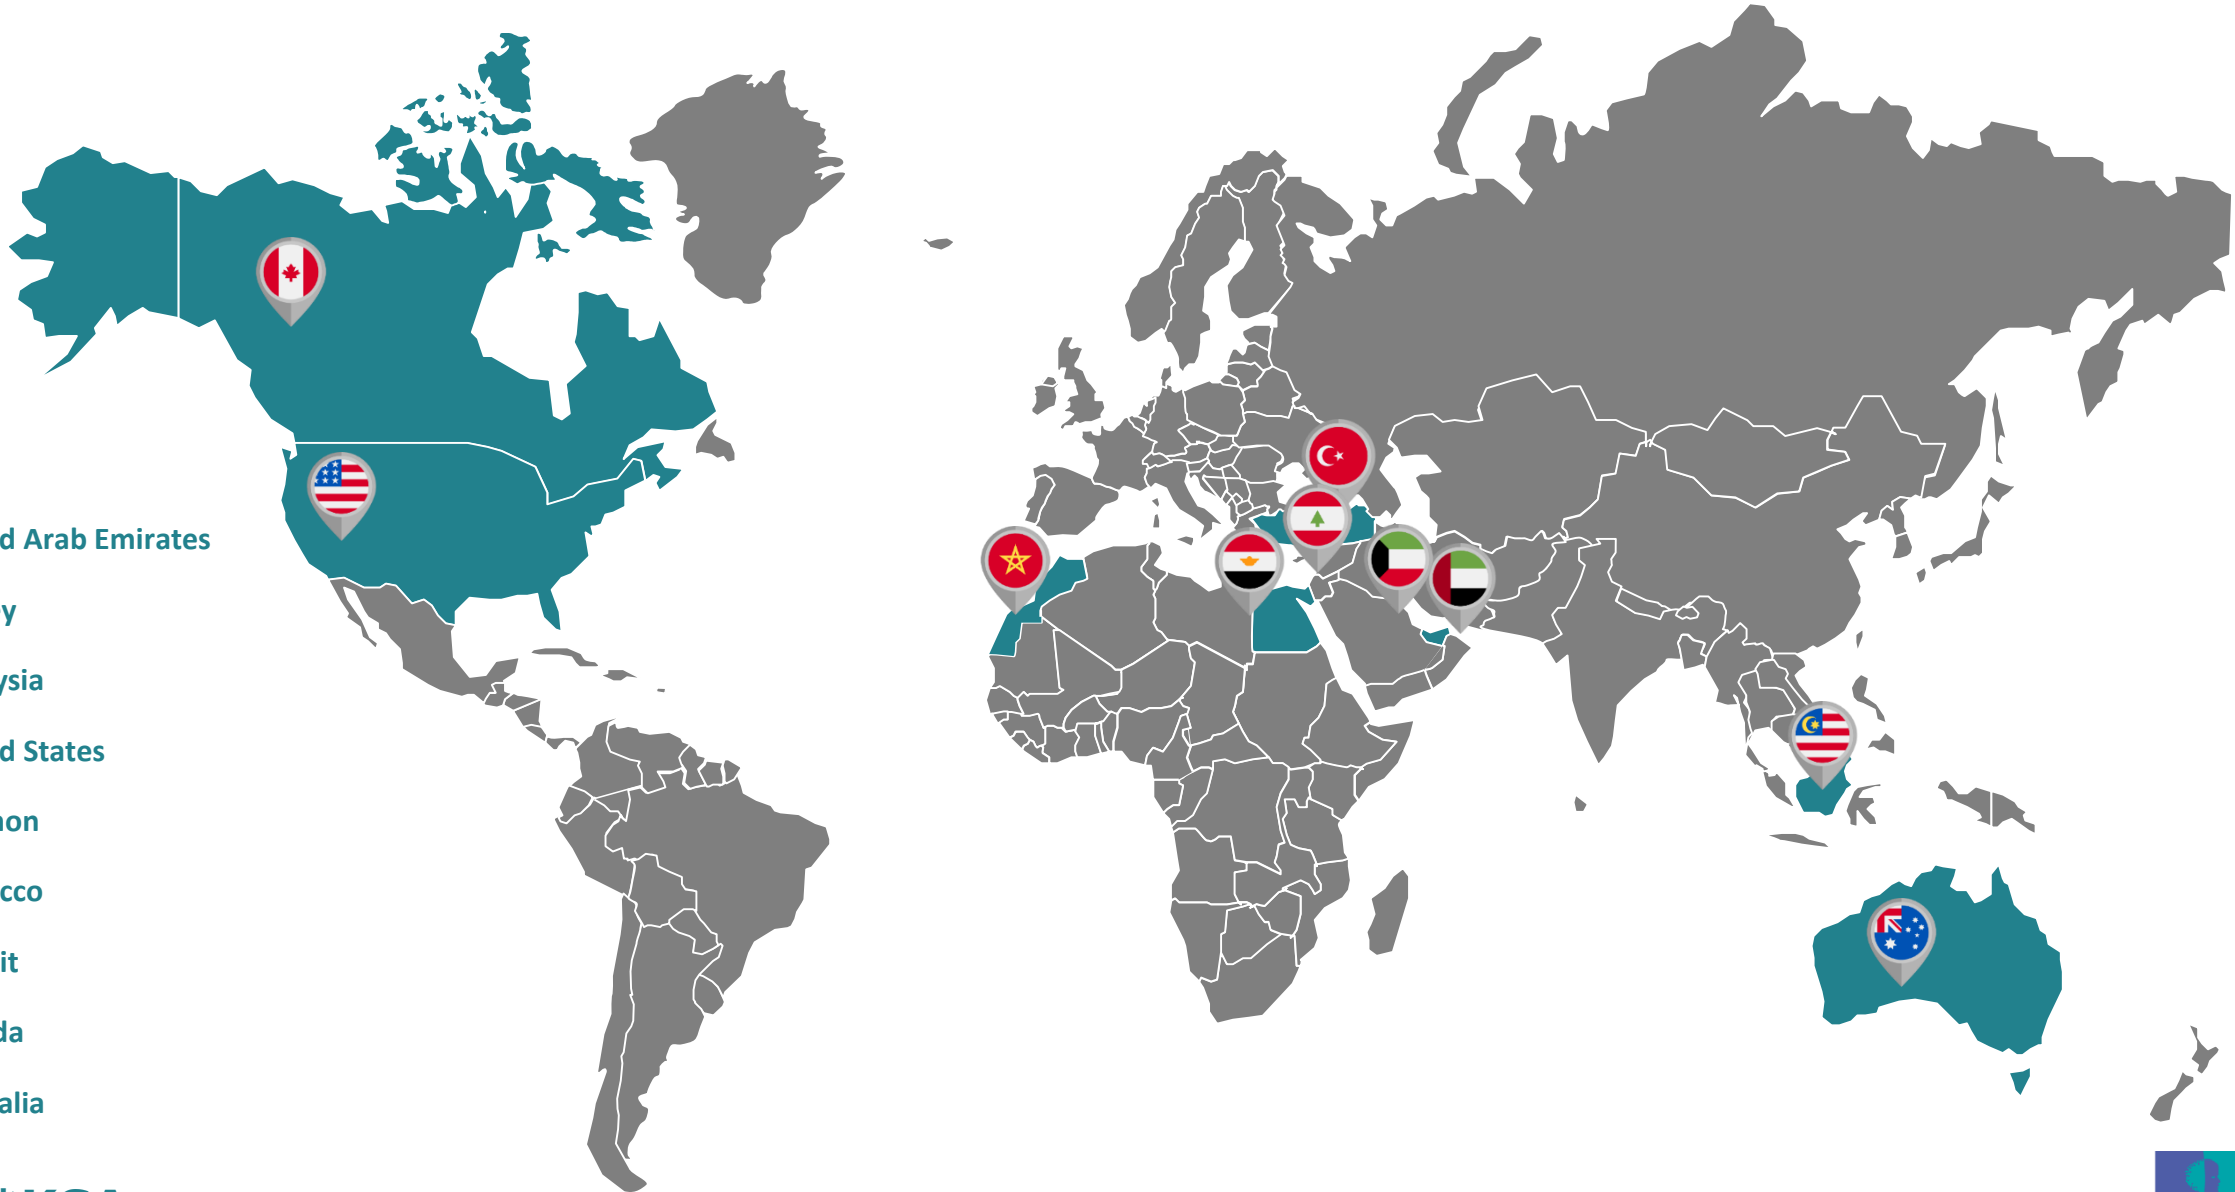 d Arab Emirates
y
ysia
d States
non
cco
it
da
alia